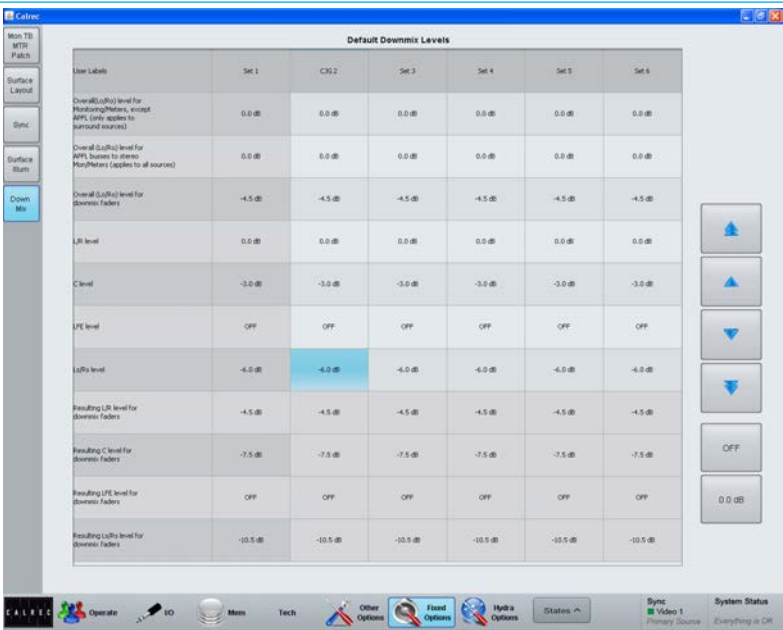 Calrec
Default Downmix Levels
Mon TB
MTR
Patch
Surface
Layout
Sync
Surface
Illum
Down
Mix
User Labels Set 1 CJG 2 Set 3 Set 4 Set 5 Set 6
Overall(Lo/Ro) level for
Monitoring/Meters, except
APFL (only applies to
surround sources)
0.0 dB 0.0 dB 0.0 dB 0.0 dB 0.0 dB 0.0 dB
Overall (Lo/Ro) level for
APFL busses to stereo
Mon/Meters (applies to all sources)
0.0 dB 0.0 dB 0.0 dB 0.0 dB 0.0 dB 0.0 dB
Overall (Lo/Ro) level for
downmix faders
-4.5 dB -4.5 dB -4.5 dB -4.5 dB -4.5 dB -4.5 dB
L/R level 0.0 dB 0.0 dB 0.0 dB 0.0 dB 0.0 dB 0.0 dB
C level -3.0 dB -3.0 dB -3.0 dB -3.0 dB -3.0 dB -3.0 dB
LFE level OFF OFF OFF OFF OFF OFF
Ls/Rs level -6.0 dB -6.0 dB -6.0 dB -6.0 dB -6.0 dB -6.0 dB
Resulting L/R level for
downmix faders
-4.5 dB -4.5 dB -4.5 dB -4.5 dB -4.5 dB -4.5 dB
Resulting C level for
downmix faders
-7.5 dB -7.5 dB -7.5 dB -7.5 dB -7.5 dB -7.5 dB
Resulting LFE level for
downmix faders
OFF OFF OFF OFF OFF OFF
Resulting Ls/Rs level for
downmix faders
-10.5 dB -10.5 dB -10.5 dB -10.5 dB -10.5 dB -10.5 dB
OFF
0.0 dB
CALREC
Operate
I/O
Mem
Tech
Other
Options
Fixed
Options
Hydra
Options
States
Sync
Video 1
Primary Source
System Status
Everything is OK